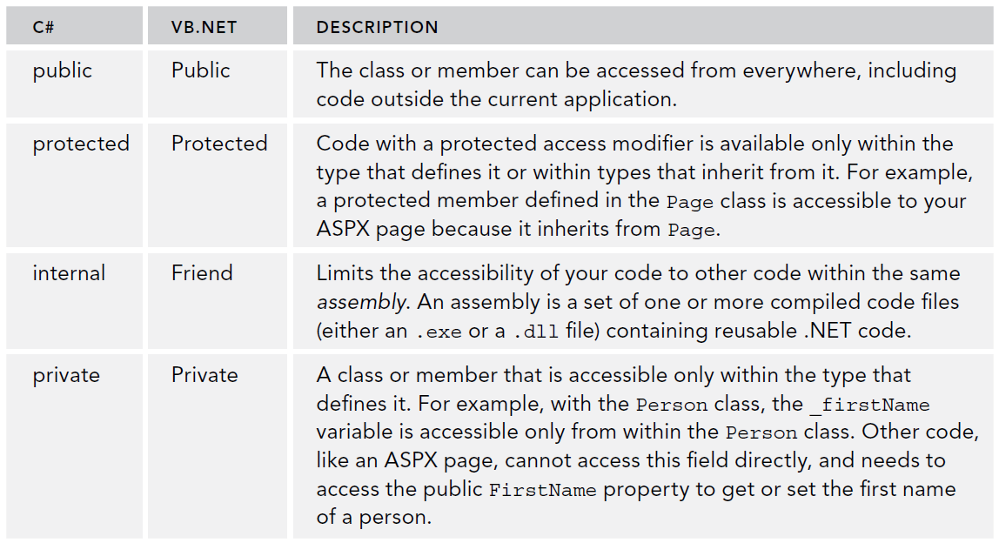 C# VB.NET DESCRIPTION
public Public The class or member can be accessed from everywhere, including
code outside the current application.
protected Protected Code with a protected access modifier is available only within the
type that defines it or within types that inherit from it. For example,
a protected member defined in the Page class is accessible to your
ASPX page because it inherits from Page.
internal Friend Limits the accessibility of your code to other code within the same
assembly. An assembly is a set of one or more compiled code files
(either an .exe or a .dll file) containing reusable .NET code.
private Private A class or member that is accessible only within the type that
defines it. For example, with the Person class, the _firstName
variable is accessible only from within the Person class. Other code,
like an ASPX page, cannot access this field directly, and needs to
access the public FirstName property to get or set the first name
of a person.